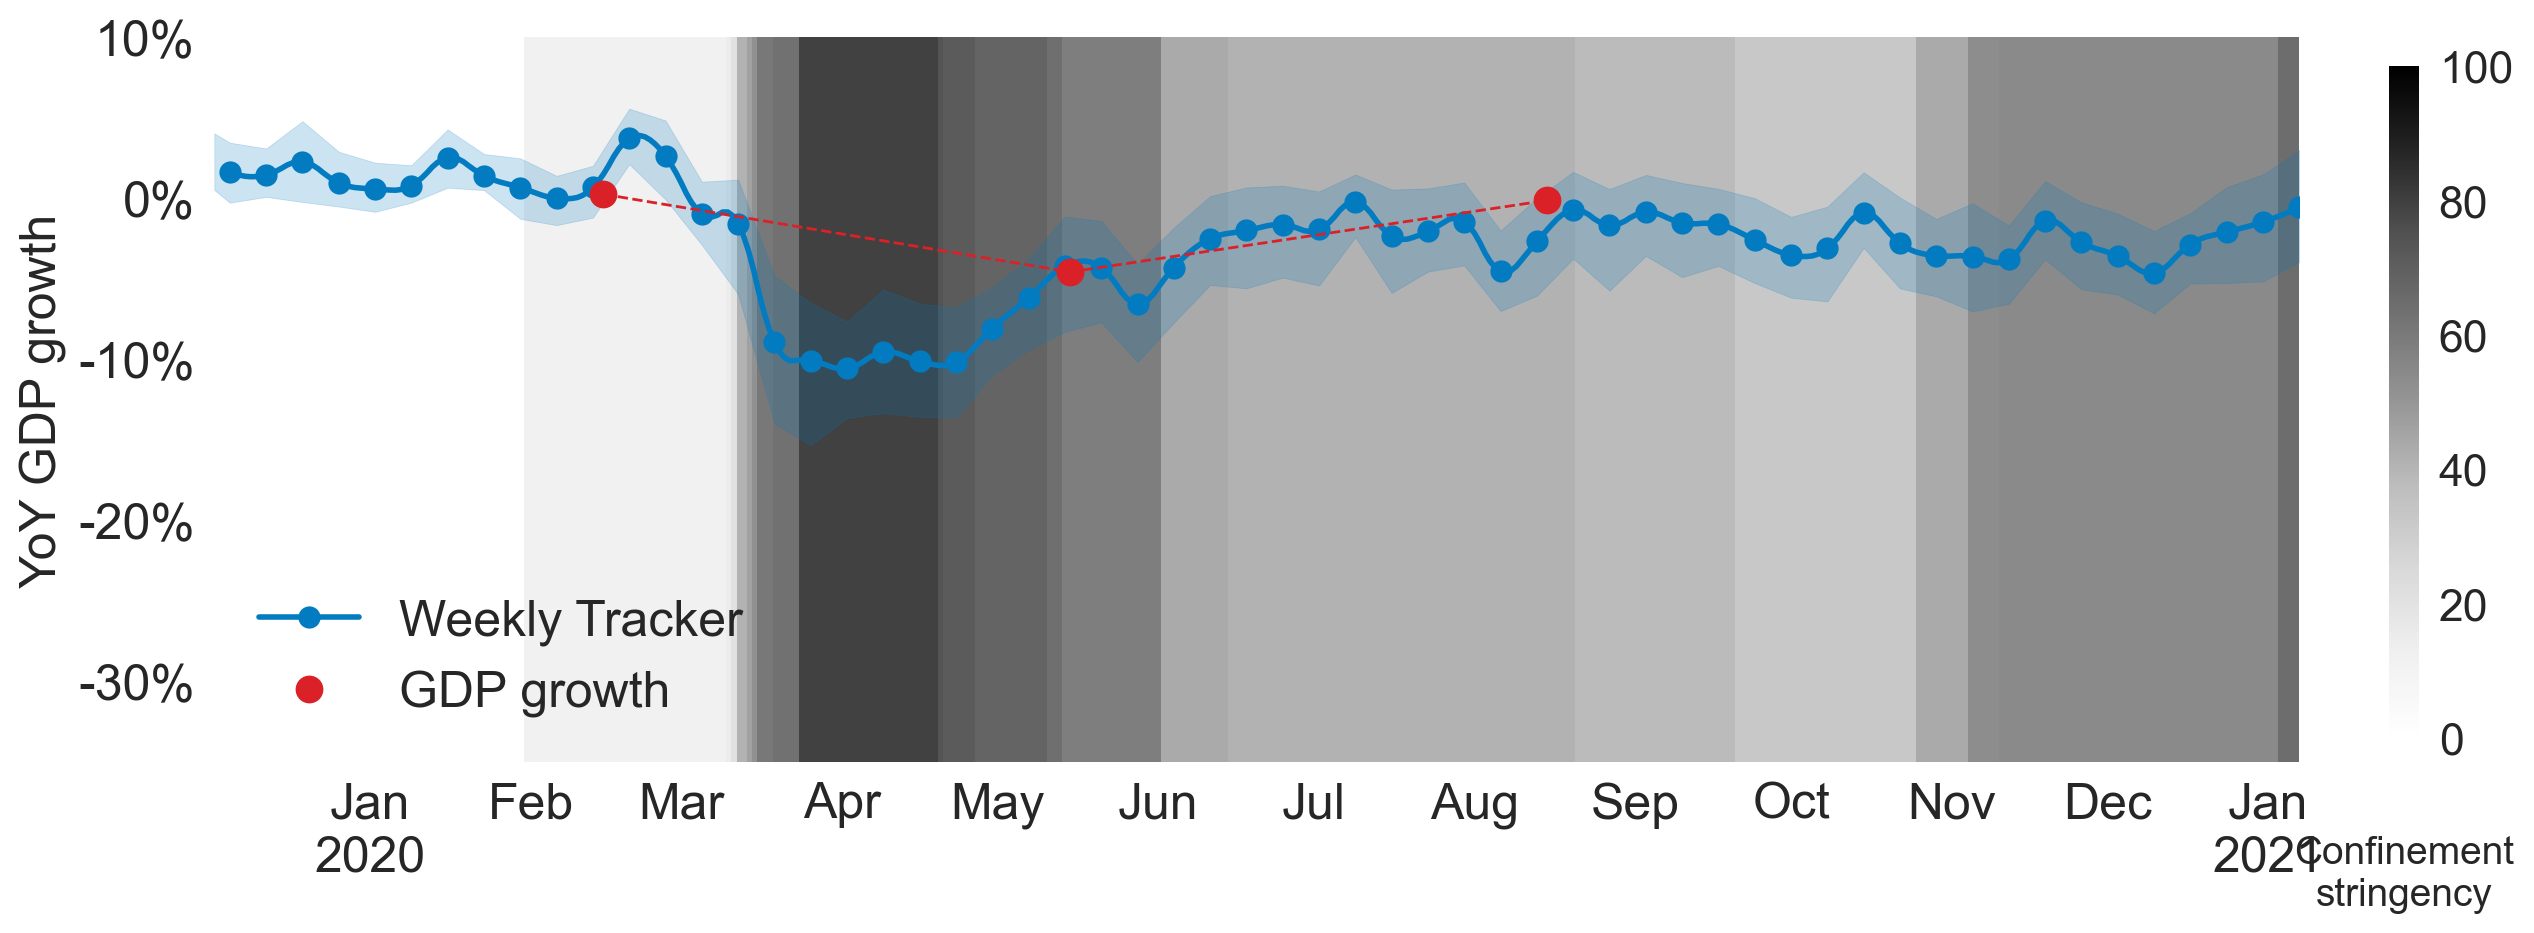 10%
0%
-10%
-20%
-30%
YoY GDP growth
Weekly Tracker
GDP growth
Jan
2020
Feb
Mar
Apr
May
Jun
Jul
Aug
Sep
Oct
Nov
Dec
Jan
2021
100
80
60
40
20
0
Confinement
stringency